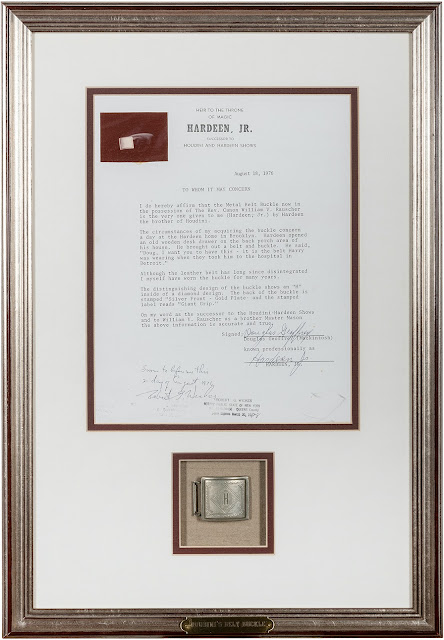 HEIR TO THE THRONE
OF MAGIC
HARDEEN, JR.
SUCCESSOR TO
HOUDINI AND HARDEEN SHOWS
August 28, 1976
TO WHOM IT MAY CONCERN
I do hereby affirm that the Metal Belt Buckle now in
the possession of The Rev. Canon William V. Rauscher
is the very one given to me (Hardeen, Jr.) by Hardeen
the brother of Houdini.
The circumstances of my acquiring the buckle concern
a day at the Hardeen home in Brooklyn. Hardeen opened
an old wooden desk drawer on the back porch area of
his house. He brought out a belt and buckle. He said,
"Doug, I want you to have this - it is the belt Harry
was wearing when they took him to the hospital in
Detroit."
Although the leather belt has long since disintegrated
I myself have worn the buckle for many years.
The distinguishing design of the buckle shows an "H"
inside of a diamond design. The back of the buckle is
stamped "Silver Front - Gold Plate" and the stamped
label reads "Giant Grip."
On my word as the successor to the Houdini-Hardeen Shows
and to William V. Rauscher as a brother Master Mason
the above information is accurate and true,
Signed: Douglas Geoffrey
Douglas Geoffrey
Known professionally as
Hardeen Jr
HARDEEN, JR.
H
HOUDINI'S BELT BUCKLE